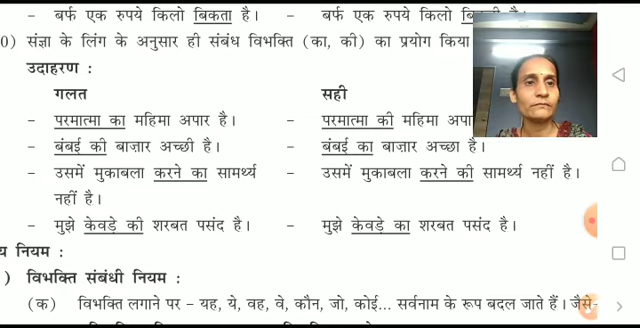 - बर्फ एक रुपये किलो बिकता है। - बर्फ एक रुपये किलो
0) संज्ञा के लिंग के अनुसार ही संबंध विभक्ति (का, की) का प्रयोग किया
उदाहरण :
गलत सही
- परमात्मा का महिमा अपार है। - परमात्मा की महिमा
- बंबई की बाज़ार अच्छी है। - बंबई का बाज़ार अच्छा है।
- उसमें मुकाबला करने का सामर्थ्य - उसमें मुकाबला करने की सामर्थ्य नहीं है।
नहीं है।
- मुझे केवड़े की शरबत पसंद है। - मुझे केवड़े का शरबत पसंद है।
नियम :
) विभक्ति संबंधी नियम :
(क) विभक्ति लगाने पर - यह, ये, वह, वे, कौन, जो, कोई... सर्वनाम के रूप बदल जाते हैं। जैसे-